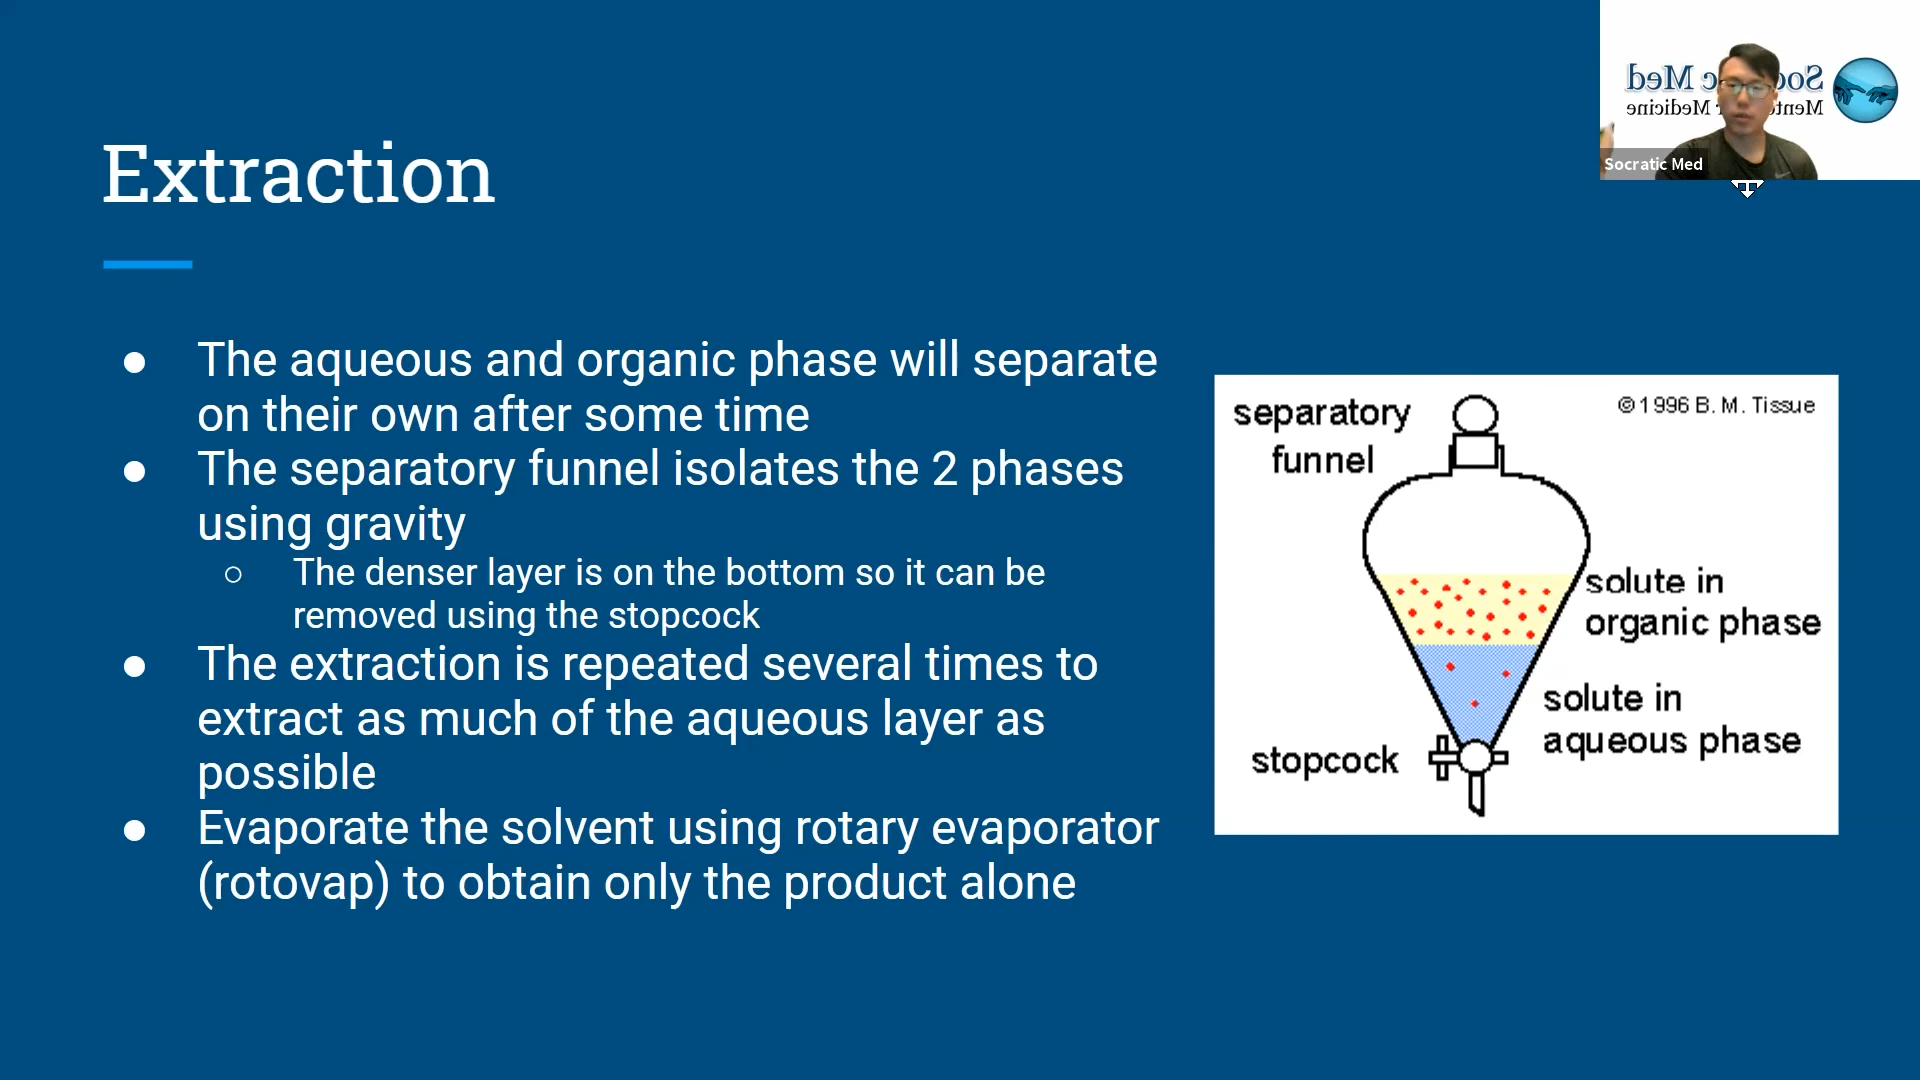 Extraction
The aqueous and organic phase will separate
on their own after some time
The separatory funnel isolates the 2 phases
using gravity
The denser layer is on the bottom so it can be
removed using the stopcock
The extraction is repeated several times to
extract as much of the aqueous layer as
possible
Evaporate the solvent using rotary evaporator
(rotovap) to obtain only the product alone
separatory
funnel
© 1996 B. M. Tissue
solute in
organic phase
solute in
aqueous phase
stopcock
Med
Medicine
Socratic Med